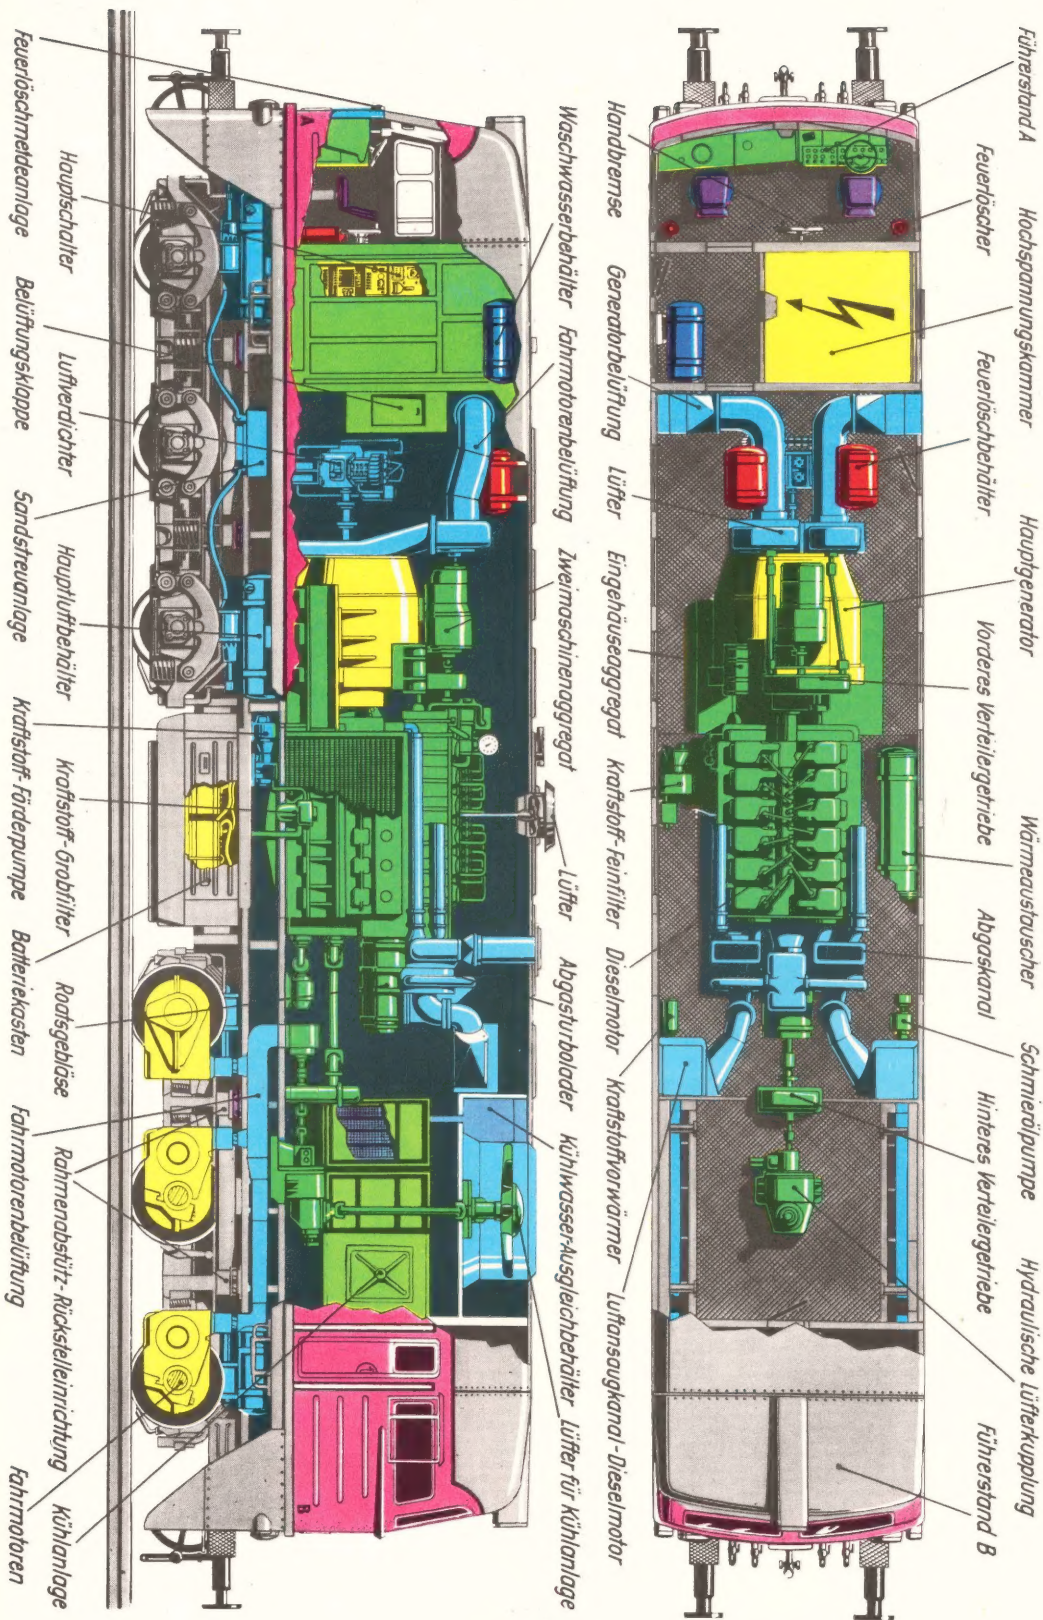 Führerstand A Hochspannungskammer Hauptgenerator Wärmeaustauscher Schmierölpumpe Hydraulische Lüfterkupplung
Feuerlöscher Feuerlöschbehälter Vorderes Verteilergetriebe Abgaskanal Hinteres Verteilergetriebe Führerstand B
Handbremse Generatorbelüftung Lüfter Eingehäuseaggregat Kraftstoff-Feinfilter Dieselmotor Kraftstoffvorwärmer Luftansaugkanal-Dieselmotor
Waschwasserbehälter Fahrmotorenbelüftung Zweimaschinenaggregat Lüfter Abgasturbolader Kühlwasser-Ausgleichbehälter Lüfter für Kühlanlage
A B
Hauptschalter Luftverdichter Hauptluftbehälter Kraftstoff-Grobfilter Rootsgebläse Rahmenabstütz-Rückstelleinrichtung Kühlanlage
Feuerlöschmeldeanlage Belüftungsklappe Sandstreuanlage Kraftstoff-Förderpumpe Batteriekasten Fahrmotorenbelüftung Fahrmotoren